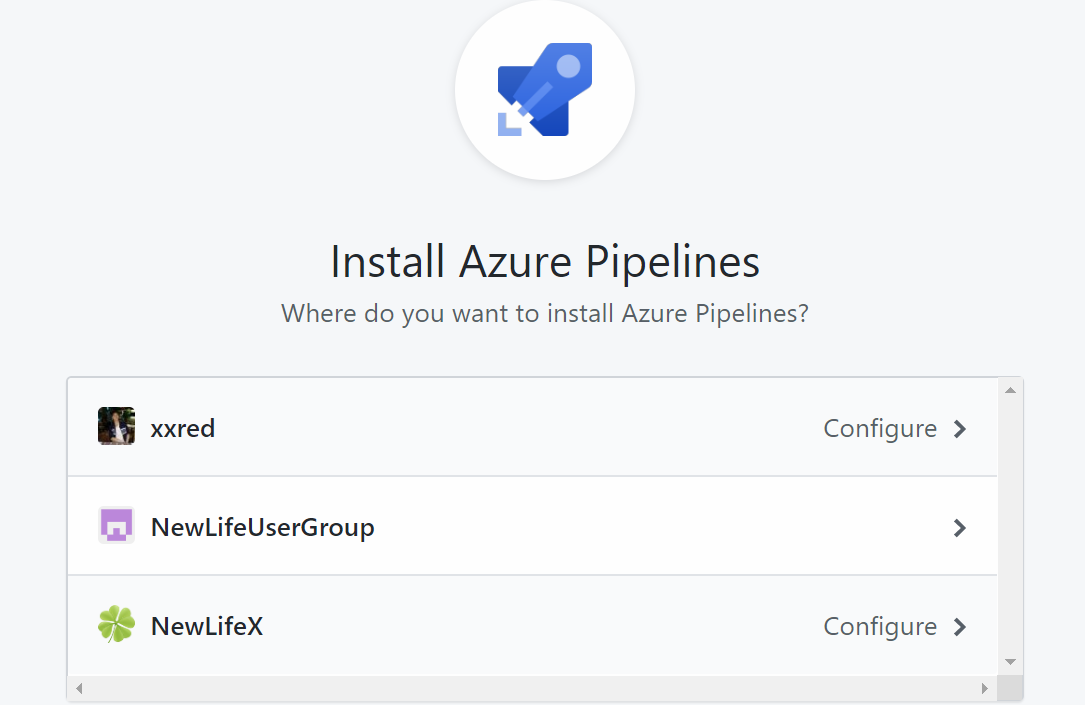 Install Azure Pipelines
Where do you want to install Azure Pipelines?
xxred Configure
NewLifeUserGroup
NewLifeX Configure